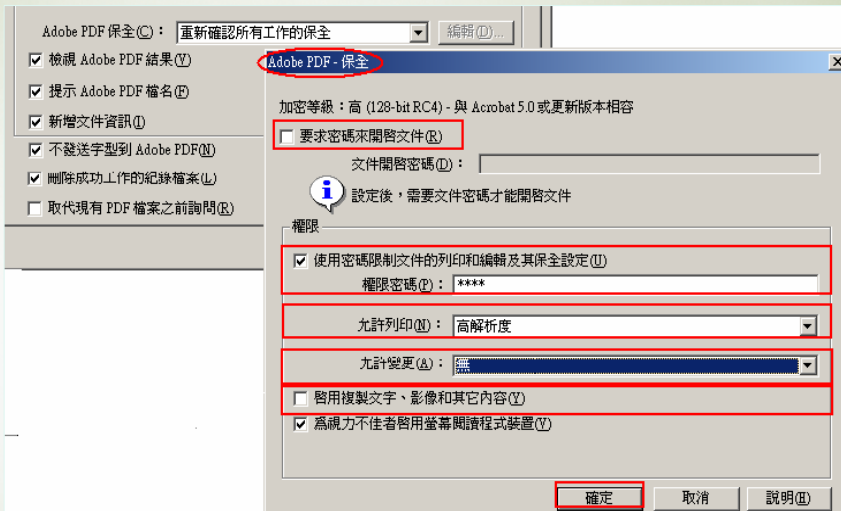 Adobe PDF 保全(C)： 重新確認所有工作的保全 編輯(D)...
檢視 Adobe PDF 結果(Y)
提示 Adobe PDF 檔名(F)
新增文件資訊(I)
不發送字型到 Adobe PDF(N)
刪除成功工作的紀錄檔案(L)
取代現有 PDF 檔案之前詢問(R)
Adobe PDF - 保全
加密等級：高 (128-bit RC4) - 與 Acrobat 5.0 或更新版本相容
要求密碼來開啓文件(R)
文件開啓密碼(D)：
設定後，需要文件密碼才能開啓文件
權限
使用密碼限制文件的列印和編輯及其保全設定(U)
權限密碼(P)： ****
允許列印(N)： 高解析度
允許變更(A)： 無
啓用複製文字、影像和其它內容(Y)
爲視力不佳者啓用螢幕閱讀程式裝置(V)
確定 取消 說明(H)